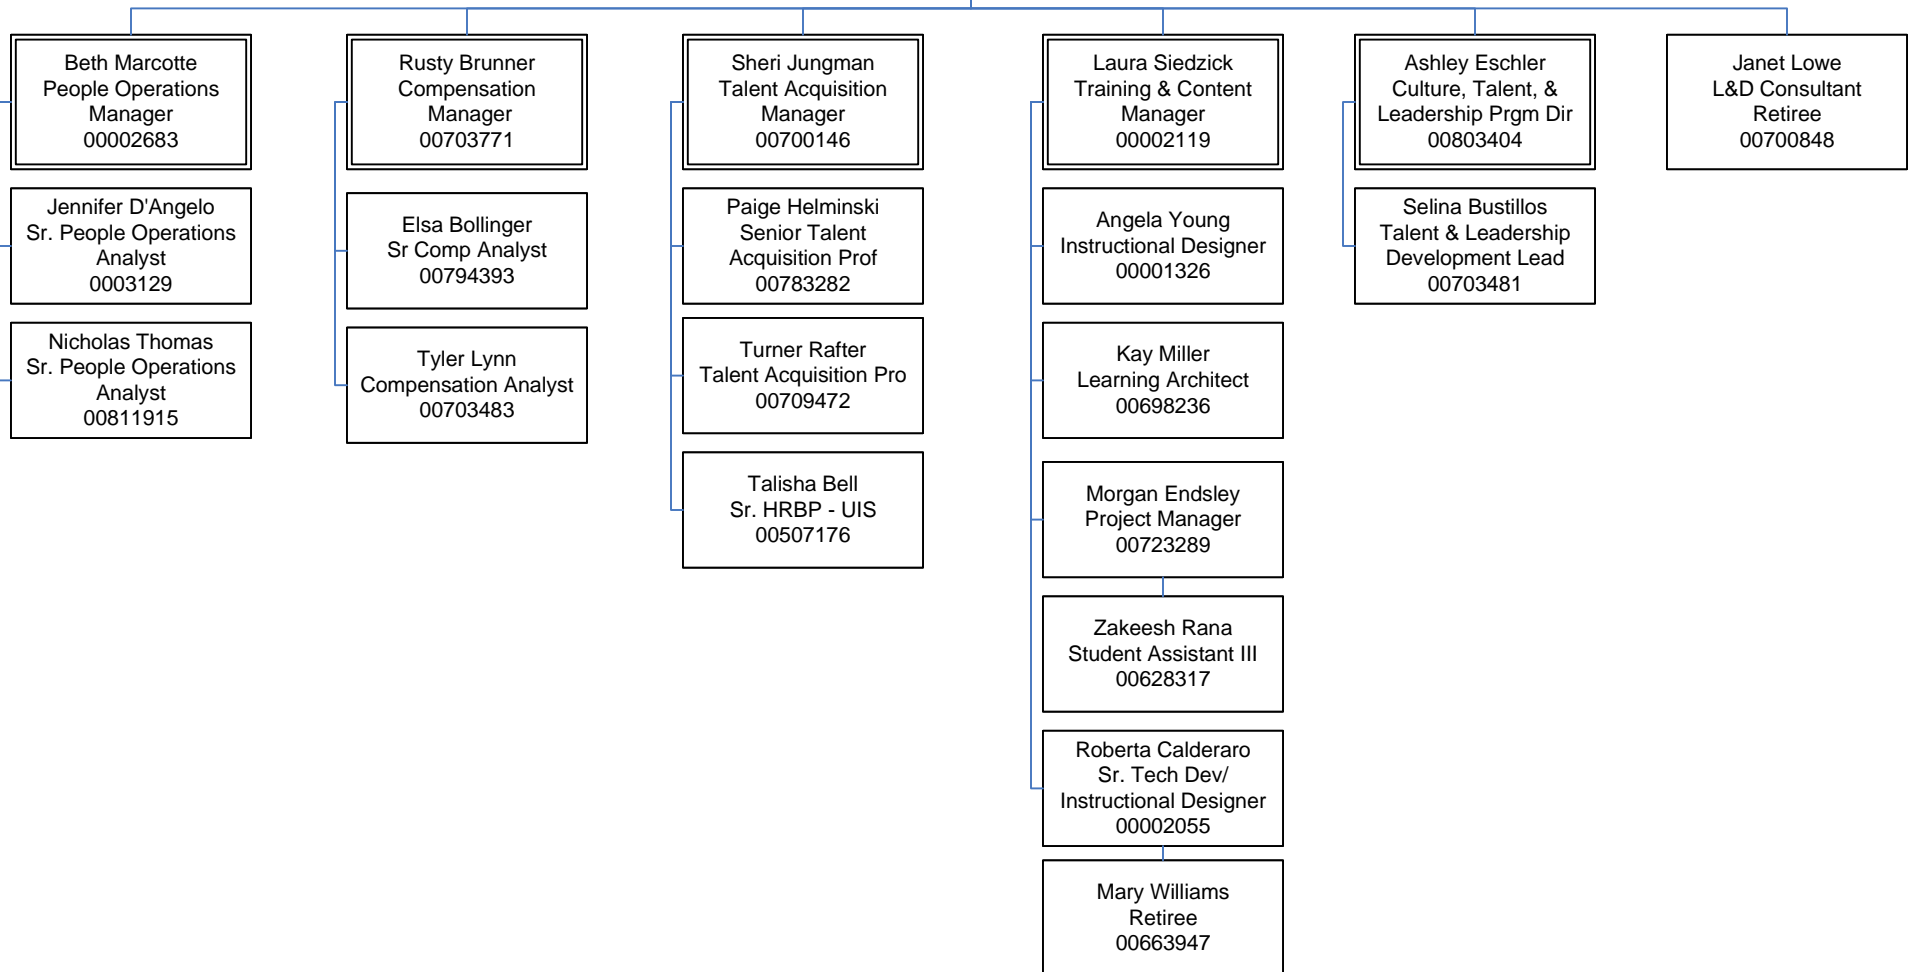 Beth Marcotte
People Operations
Manager
00002683
Jennifer D'Angelo
Sr. People Operations
Analyst
0003129
Nicholas Thomas
Sr. People Operations
Analyst
00811915
Rusty Brunner
Compensation
Manager
00703771
Elsa Bollinger
Sr Comp Analyst
00794393
Tyler Lynn
Compensation Analyst
00703483
Sheri Jungman
Talent Acquisition
Manager
00700146
Paige Helminski
Senior Talent
Acquisition Prof
00783282
Turner Rafter
Talent Acquisition Pro
00709472
Talisha Bell
Sr. HRBP - UIS
00507176
Laura Siedzick
Training & Content
Manager
00002119
Angela Young
Instructional Designer
00001326
Kay Miller
Learning Architect
00698236
Morgan Endsley
Project Manager
00723289
Zakeesh Rana
Student Assistant III
00628317
Roberta Calderaro
Sr. Tech Dev/
Instructional Designer
00002055
Mary Williams
Retiree
00663947
Ashley Eschler
Culture, Talent, &
Leadership Prgm Dir
00803404
Selina Bustillos
Talent & Leadership
Development Lead
00703481
Janet Lowe
L&D Consultant
Retiree
00700848